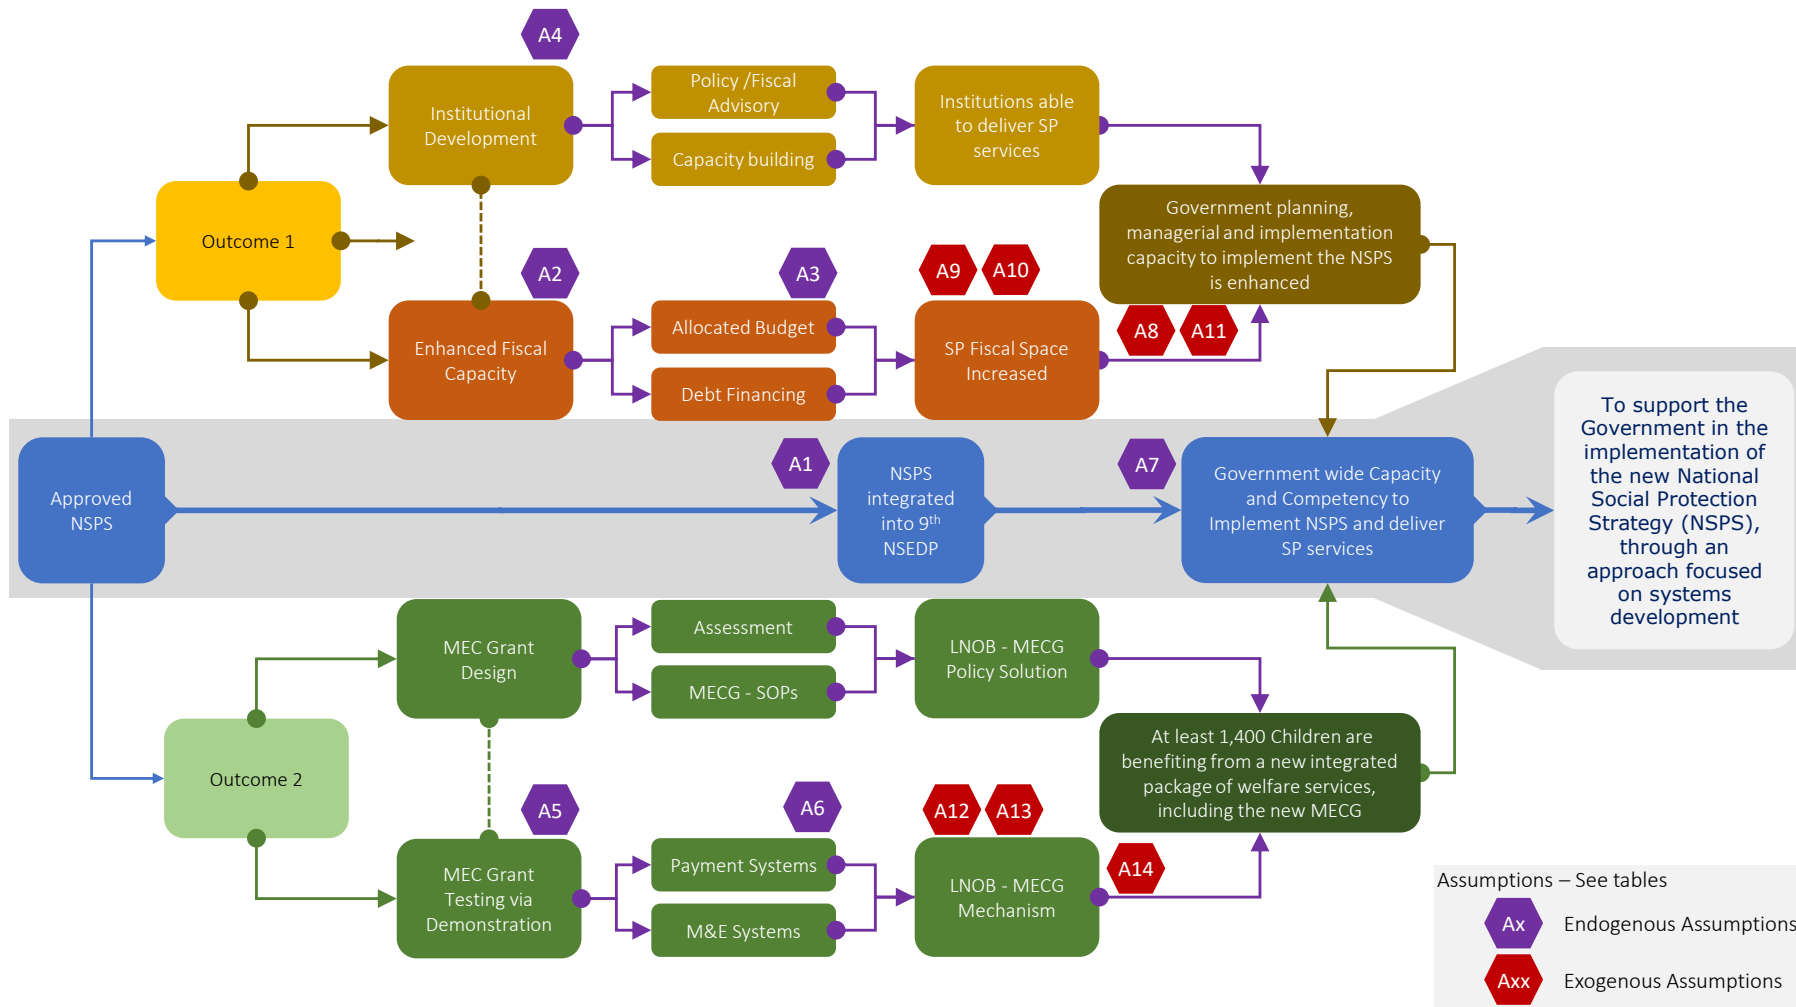 A4
Institutional
Development
Policy /Fiscal
Advisory
Capacity building
Institutions able
to deliver SP
services
Outcome 1
Government planning,
managerial and implementation
capacity to implement the NSPS
is enhanced
A2
A3
A9
A10
A8
A11
Enhanced Fiscal
Capacity
Allocated Budget
Debt Financing
SP Fiscal Space
Increased
Approved
NSPS
A1
NSPS
integrated
into 9th
NSEDP
A7
Government wide Capacity
and Competency to
Implement NSPS and deliver
SP services
To support the
Government in the
implementation of
the new National
Social Protection
Strategy (NSPS),
through an
approach focused
on systems
development
MEC Grant
Design
Assessment
MECG - SOPs
LNOB - MECG
Policy Solution
Outcome 2
At least 1,400 Children are
benefiting from a new integrated
package of welfare services,
including the new MECG
A5
A6
A12
A13
A14
MEC Grant
Testing via
Demonstration
Payment Systems
M&E Systems
LNOB - MECG
Mechanism
Assumptions – See tables
Ax
Endogenous Assumptions
Axx
Exogenous Assumptions